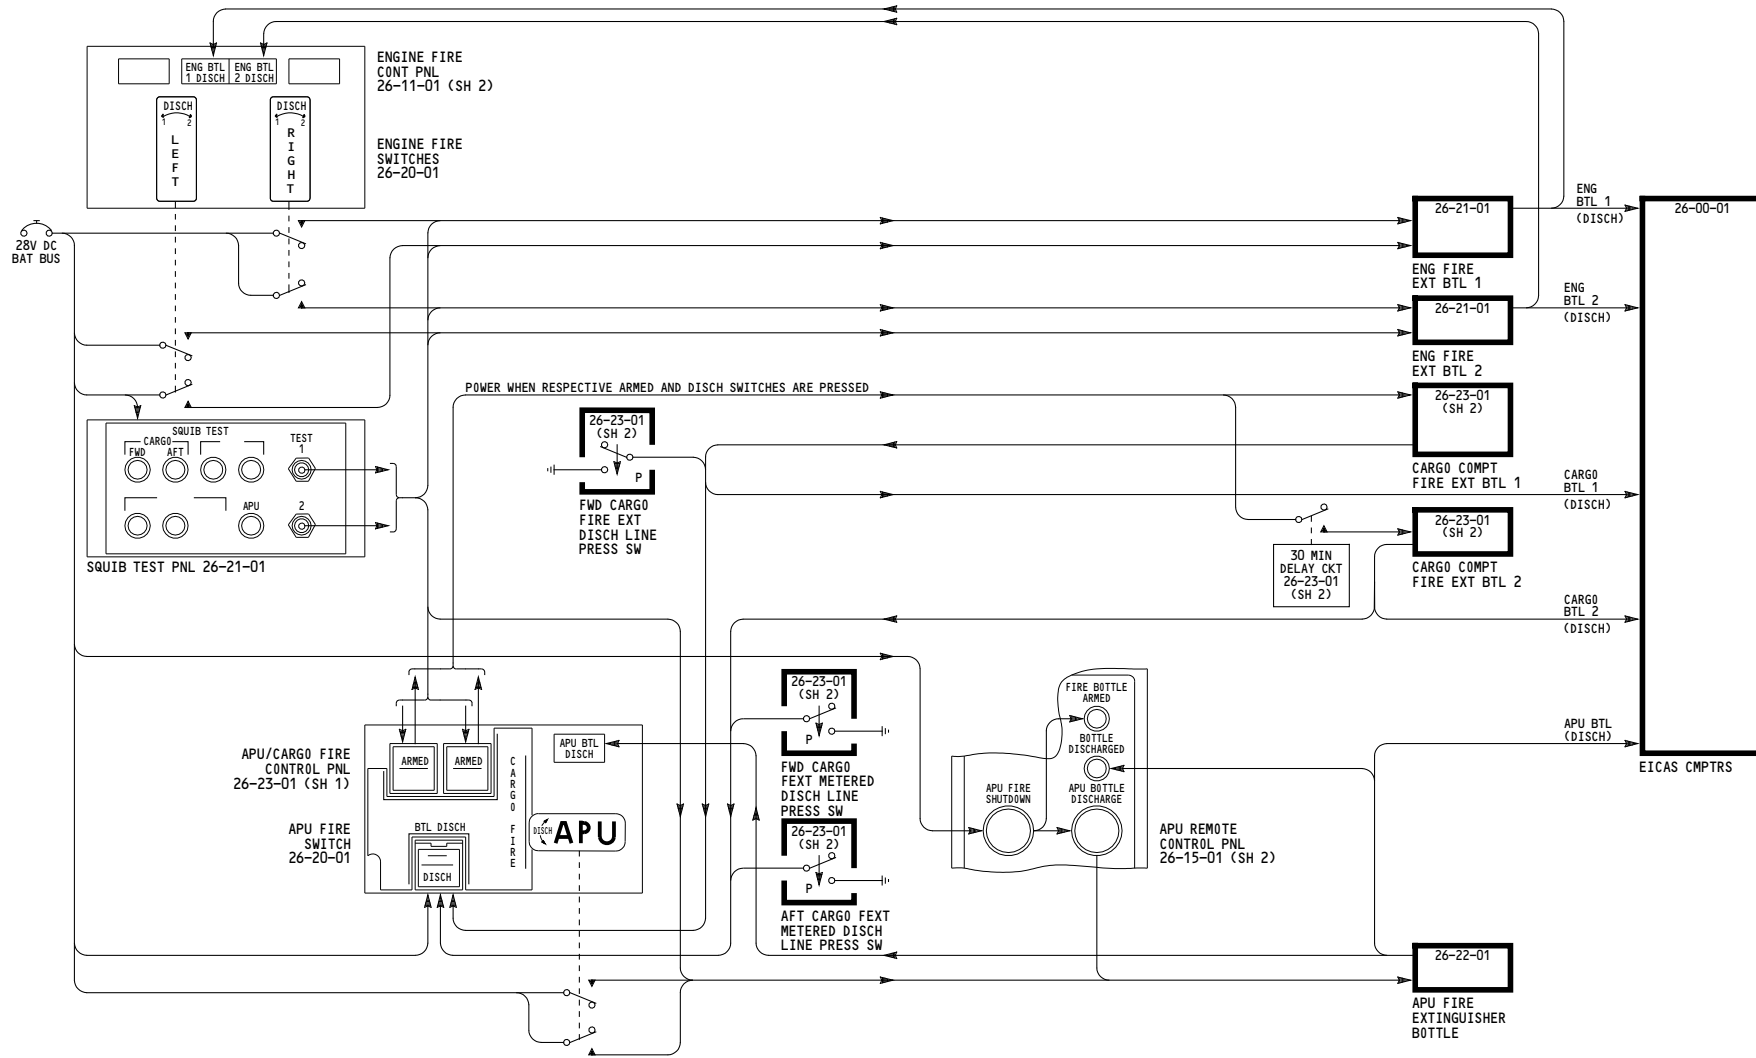 ENG BTL
1 DISCH
ENG BTL
2 DISCH
ENGINE FIRE
CONT PNL
26-11-01 (SH 2)
DISCH
1 2
LEFT
DISCH
1 2
RIGHT
ENGINE FIRE
SWITCHES
26-20-01
28V DC
BAT BUS
26-21-01
ENG FIRE
EXT BTL 1
ENG
BTL 1
(DISCH)
26-00-01
26-21-01
ENG FIRE
EXT BTL 2
ENG
BTL 2
(DISCH)
POWER WHEN RESPECTIVE ARMED AND DISCH SWITCHES ARE PRESSED
26-23-01
(SH 2)
CARGO COMPT
FIRE EXT BTL 1
SQUIB TEST
CARGO
FWD AFT
TEST
1
APU
2
SQUIB TEST PNL 26-21-01
26-23-01
(SH 2)
P
FWD CARGO
FIRE EXT
DISCH LINE
PRESS SW
CARGO
BTL 1
(DISCH)
26-23-01
(SH 2)
CARGO COMPT
FIRE EXT BTL 2
30 MIN
DELAY CKT
26-23-01
(SH 2)
CARGO
BTL 2
(DISCH)
26-23-01
(SH 2)
P
FWD CARGO
FEXT METERED
DISCH LINE
PRESS SW
FIRE BOTTLE
ARMED
BOTTLE
DISCHARGED
APU FIRE
SHUTDOWN
APU BOTTLE
DISCHARGE
APU REMOTE
CONTROL PNL
26-15-01 (SH 2)
APU BTL
(DISCH)
EICAS CMPTRS
APU/CARGO FIRE
CONTROL PNL
26-23-01 (SH 1)
APU FIRE
SWITCH
26-20-01
ARMED
ARMED
CARGO FIRE
APU BTL
DISCH
BTL DISCH
DISCH
DISCH
APU
26-23-01
(SH 2)
P
AFT CARGO FEXT
METERED DISCH
LINE PRESS SW
26-22-01
APU FIRE
EXTINGUISHER
BOTTLE